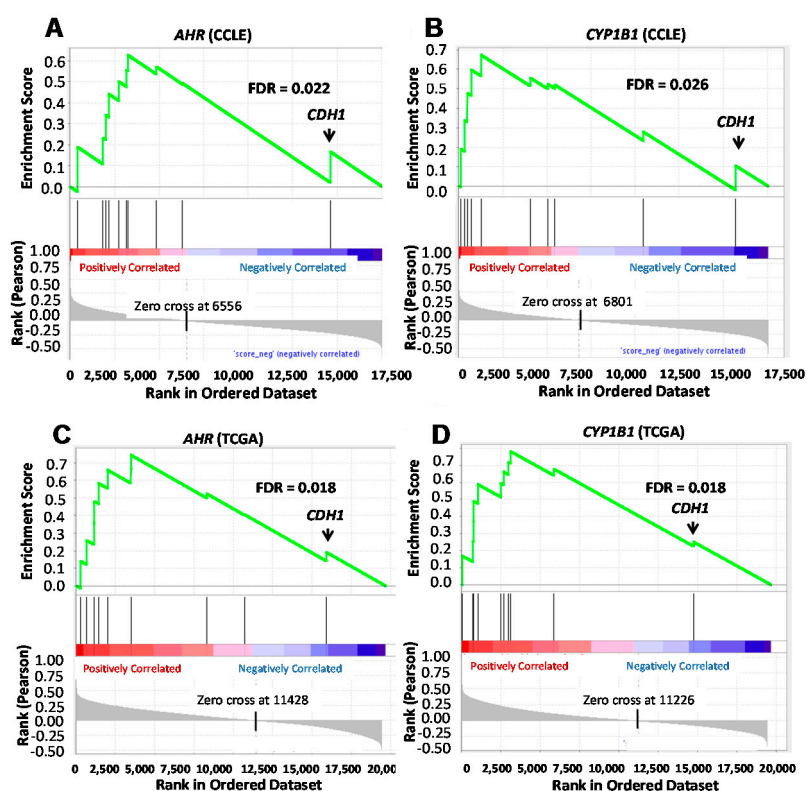 A
AHR (CCLE)
Enrichment Score
0.6
0.5
0.4
0.3
0.2
0.1
0.0
FDR = 0.022
CDH1
1.00
0.75
0.50
0.25
0.00
-0.25
-0.50
Rank (Pearson)
Positively Correlated
Negatively Correlated
Zero cross at 6556
'score_neg' (negatively correlated)
0 2,500 7,500 10,000 15,000 17,500
Rank in Ordered Dataset
B
CYP1B1 (CCLE)
Enrichment Score
0.7
0.6
0.5
0.4
0.3
0.2
0.1
0.0
FDR = 0.026
CDH1
1.00
0.75
0.50
0.25
0.00
-0.25
-0.50
Rank (Pearson)
Positively Correlated
Negatively Correlated
Zero cross at 6801
'score_neg' (negatively correlated)
0 2,500 7,500 10,000 15,000 17,500
Rank in Ordered Dataset
C
AHR (TCGA)
Enrichment Score
0.7
0.6
0.5
0.4
0.3
0.2
0.1
0.0
FDR = 0.018
CDH1
1.00
0.75
0.50
0.25
0.00
-0.25
-0.50
Rank (Pearson)
Positively Correlated
Negatively Correlated
Zero cross at 11428
0 2,500 5,000 7,500 10,000 12,500 15,000 20,00
Rank in Ordered Dataset
D
CYP1B1 (TCGA)
Enrichment Score
0.7
0.6
0.5
0.4
0.3
0.2
0.1
0.0
FDR = 0.018
CDH1
1.00
0.75
0.50
0.25
0.00
-0.25
-0.50
Rank (Pearson)
Positively Correlated
Negatively Correlated
Zero cross at 11226
0 2,500 5,000 7,500 10,000 12,500 15,000 20,000
Rank in Ordered Dataset